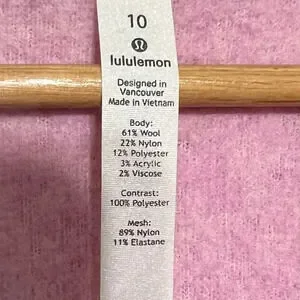 10
lululemon
Designed in
Vancouver
Made in Vietnam
Body:
61% Wool
22% Nylon
12% Polyester
3% Acrylic
2% Viscose
Contrast:
100% Polyester
Mesh:
89% Nylon
11% Elastane